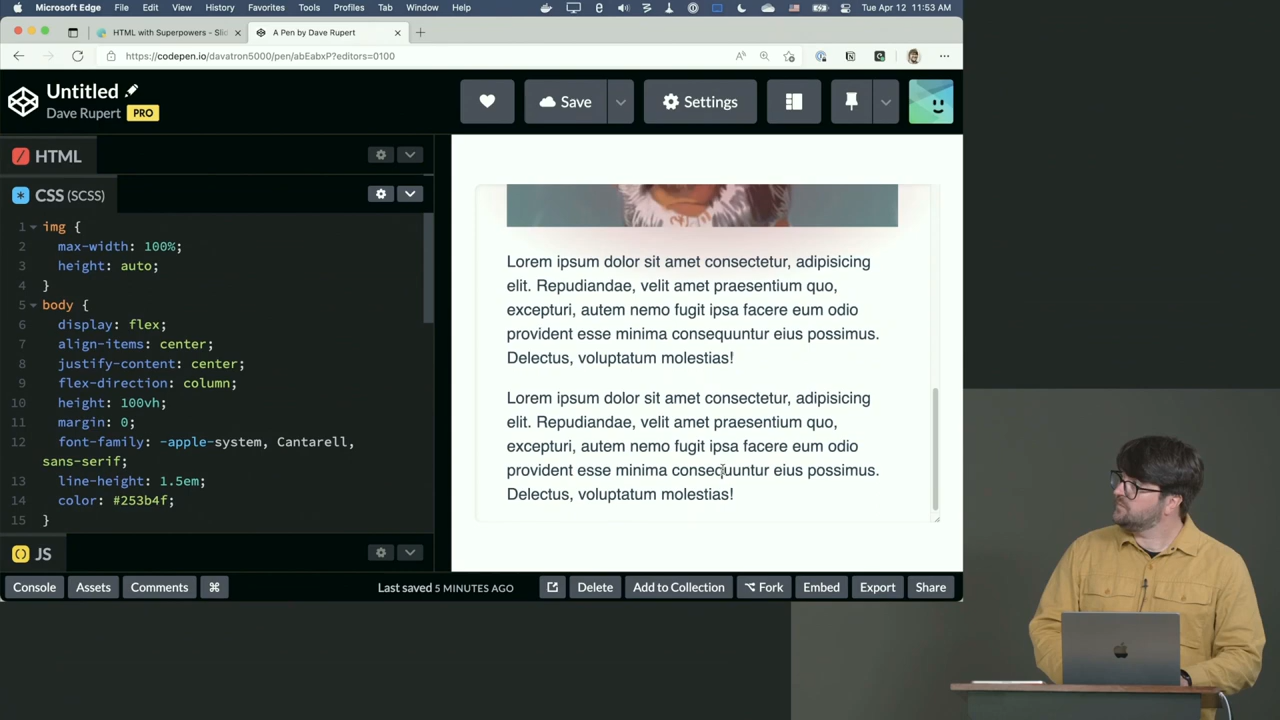 Microsoft Edge File Edit View History Favorites Tools Profiles Tab Window Help Tue Apr 12 11:53 AM
HTML with Superpowers - Slid
A Pen by Dave Rupert
https://codepen.io/davatron5000/pen/abEabxP?editors=0100
Untitled
Dave Rupert PRO
Save
Settings
HTML
CSS (SCSS)
1 img {
2 max-width: 100%;
3 height: auto;
4 }
5 body {
6 display: flex;
7 align-items: center;
8 justify-content: center;
9 flex-direction: column;
10 height: 100vh;
11 margin: 0;
12 font-family: -apple-system, Cantarell,
sans-serif;
13 line-height: 1.5em;
14 color: #253b4f;
15 }
JS
Lorem ipsum dolor sit amet consectetur, adipisicing
elit. Repudiandae, velit amet praesentium quo,
excepturi, autem nemo fugit ipsa facere eum odio
provident esse minima consequuntur eius possimus.
Delectus, voluptatum molestias!
Lorem ipsum dolor sit amet consectetur, adipisicing
elit. Repudiandae, velit amet praesentium quo,
excepturi, autem nemo fugit ipsa facere eum odio
provident esse minima consequuntur eius possimus.
Delectus, voluptatum molestias!
Console Assets Comments ⌘ Last saved 5 MINUTES AGO Delete Add to Collection Fork Embed Export Share